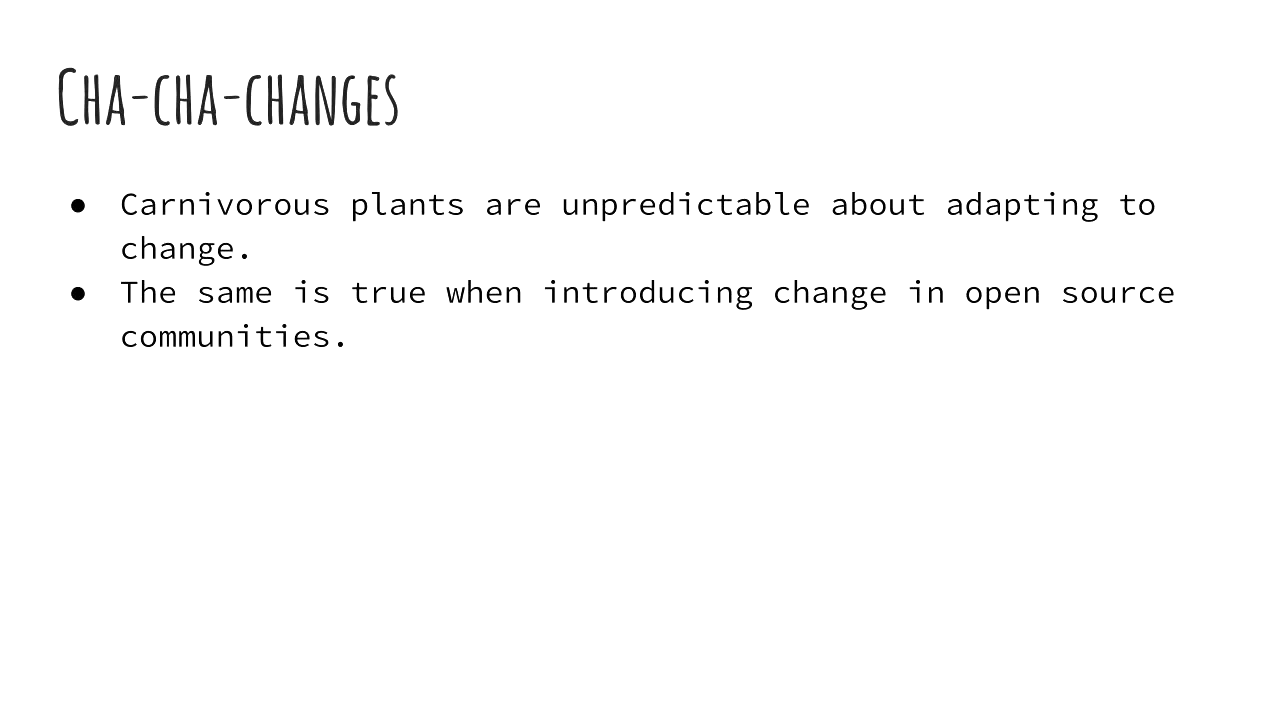 Cha-cha-changes
● Carnivorous plants are unpredictable about adapting to
change.
● The same is true when introducing change in open source
communities.